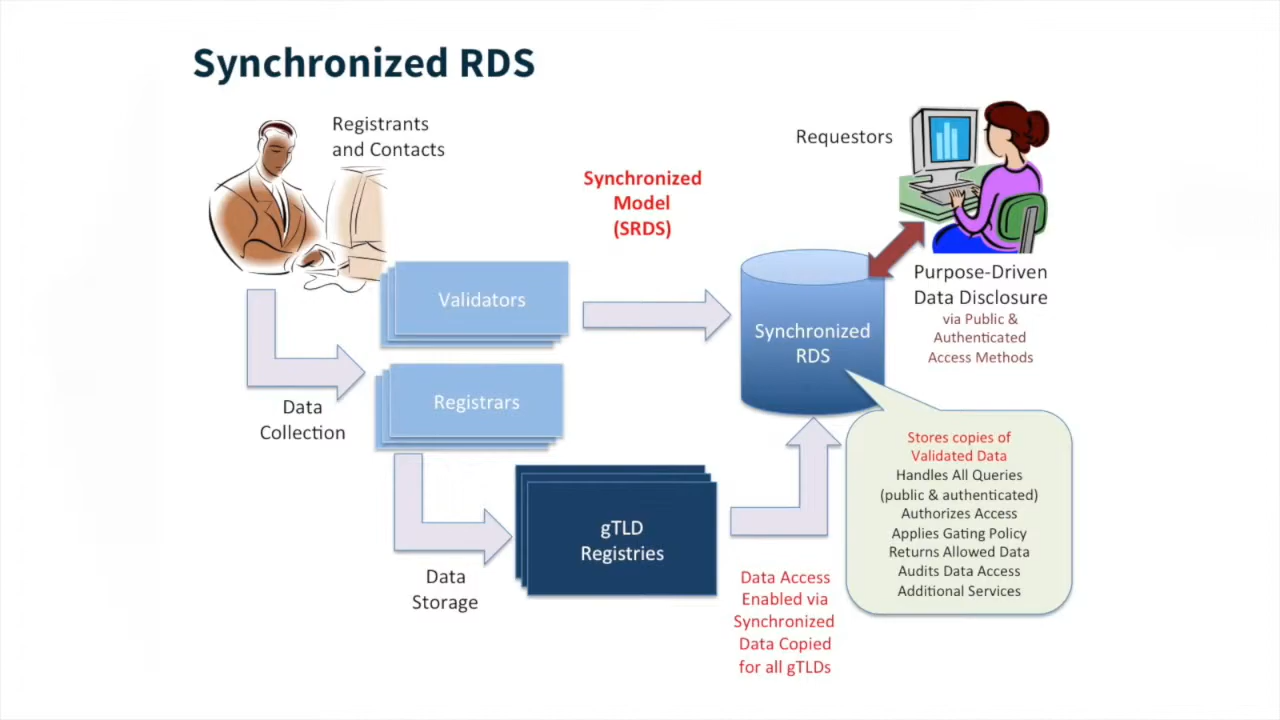 Synchronized RDS
Registrants
and Contacts
Requestors
Synchronized
Model
(SRDS)
Validators
Synchronized
RDS
Purpose-Driven
Data Disclosure
via Public &
Authenticated
Access Methods
Data
Collection
Registrars
gTLD
Registries
Data
Storage
Data Access
Enabled via
Synchronized
Data Copied
for all gTLDs
Stores copies of
Validated Data
Handles All Queries
(public & authenticated)
Authorizes Access
Applies Gating Policy
Returns Allowed Data
Audits Data Access
Additional Services